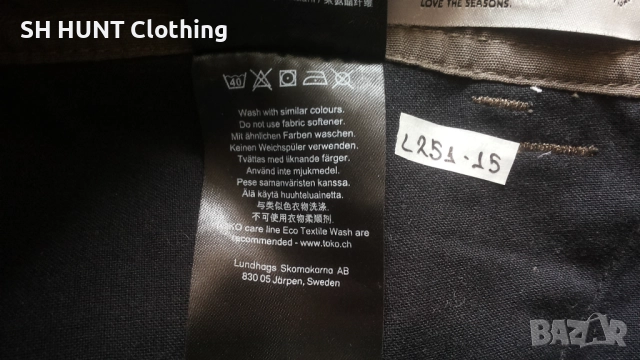 SH HUNT Clothing
LOVE THE SEASONS.
40
Wash with similar colours.
Do not use fabric softener.
Mit ähnlichen Farben waschen.
Keinen Weichspüler verwenden.
Tvättas med liknande färger.
Använd inte mjukmedel.
Pese samanväristen kanssa.
Älä käytä huuhteluainetta.
与类似色衣物洗涤.
不可使用衣物柔顺剂.
TOKO care line Eco Textile Wash are
recommended - www.toko.ch
Lundhags Skomakarna AB
830 05 Järpen, Sweden
L251-15
BAZAR.BG